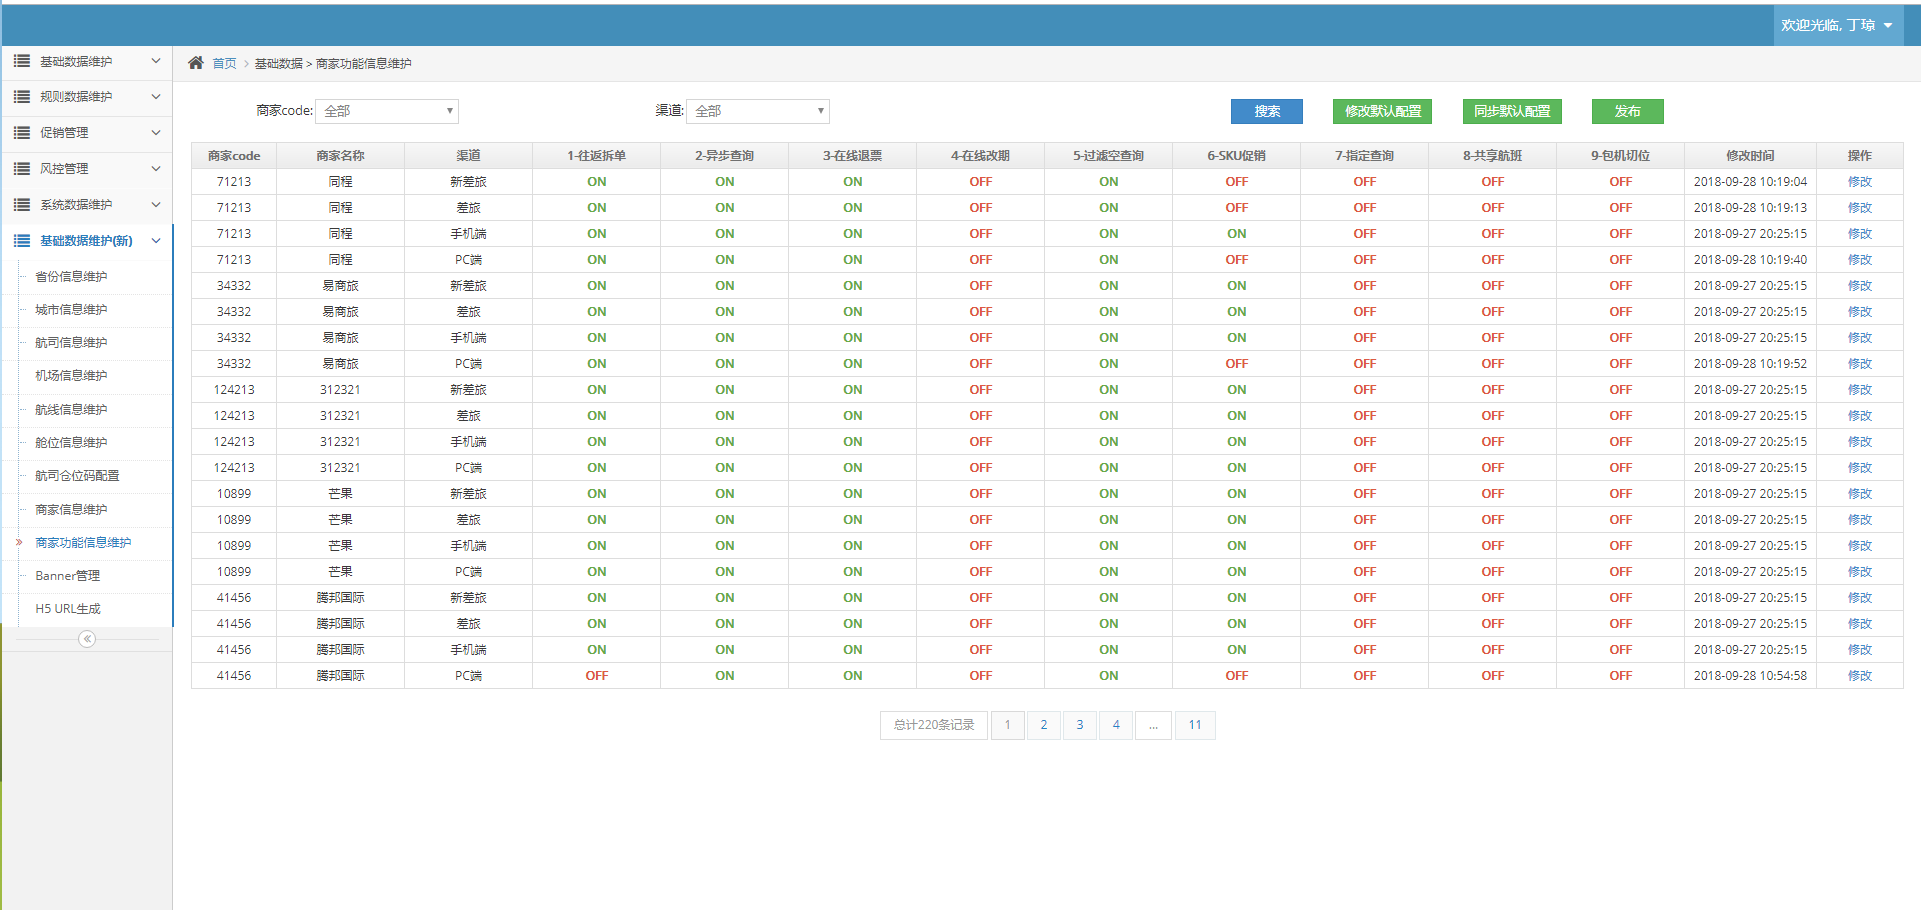 欢迎光临, 丁琼
基础数据维护
规则数据维护
促销管理
风控管理
系统数据维护
基础数据维护(新)
省份信息维护
城市信息维护
航司信息维护
机场信息维护
航线信息维护
舱位信息维护
航司仓位码配置
商家信息维护
商家功能信息维护
Banner管理
H5 URL生成
首页 > 基础数据 > 商家功能信息维护
商家code: 全部 渠道: 全部 搜索 修改默认配置 同步默认配置 发布
商家code 商家名称 渠道 1-往返拆单 2-异步查询 3-在线退票 4-在线改期 5-过滤空查询 6-SKU促销 7-指定查询 8-共享航班 9-包机切位 修改时间 操作
71213 同程 新差旅 ON ON ON OFF ON OFF OFF OFF OFF 2018-09-28 10:19:04 修改
71213 同程 差旅 ON ON ON OFF ON OFF OFF OFF OFF 2018-09-28 10:19:13 修改
71213 同程 手机端 ON ON ON OFF ON ON OFF OFF OFF 2018-09-27 20:25:15 修改
71213 同程 PC端 ON ON ON OFF ON OFF OFF OFF OFF 2018-09-28 10:19:40 修改
34332 易商旅 新差旅 ON ON ON OFF ON ON OFF OFF OFF 2018-09-27 20:25:15 修改
34332 易商旅 差旅 ON ON ON OFF ON ON OFF OFF OFF 2018-09-27 20:25:15 修改
34332 易商旅 手机端 ON ON ON OFF ON ON OFF OFF OFF 2018-09-27 20:25:15 修改
34332 易商旅 PC端 ON ON ON OFF ON OFF OFF OFF OFF 2018-09-28 10:19:52 修改
124213 312321 新差旅 ON ON ON OFF ON ON OFF OFF OFF 2018-09-27 20:25:15 修改
124213 312321 差旅 ON ON ON OFF ON ON OFF OFF OFF 2018-09-27 20:25:15 修改
124213 312321 手机端 ON ON ON OFF ON ON OFF OFF OFF 2018-09-27 20:25:15 修改
124213 312321 PC端 ON ON ON OFF ON ON OFF OFF OFF 2018-09-27 20:25:15 修改
10899 芒果 新差旅 ON ON ON OFF ON ON OFF OFF OFF 2018-09-27 20:25:15 修改
10899 芒果 差旅 ON ON ON OFF ON ON OFF OFF OFF 2018-09-27 20:25:15 修改
10899 芒果 手机端 ON ON ON OFF ON ON OFF OFF OFF 2018-09-27 20:25:15 修改
10899 芒果 PC端 ON ON ON OFF ON ON OFF OFF OFF 2018-09-27 20:25:15 修改
41456 腾邦国际 新差旅 ON ON ON OFF ON ON OFF OFF OFF 2018-09-27 20:25:15 修改
41456 腾邦国际 差旅 ON ON ON OFF ON ON OFF OFF OFF 2018-09-27 20:25:15 修改
41456 腾邦国际 手机端 ON ON ON OFF ON ON OFF OFF OFF 2018-09-27 20:25:15 修改
41456 腾邦国际 PC端 OFF ON ON OFF ON OFF OFF OFF OFF 2018-09-28 10:54:58 修改
总计220条记录 1 2 3 4 ... 11